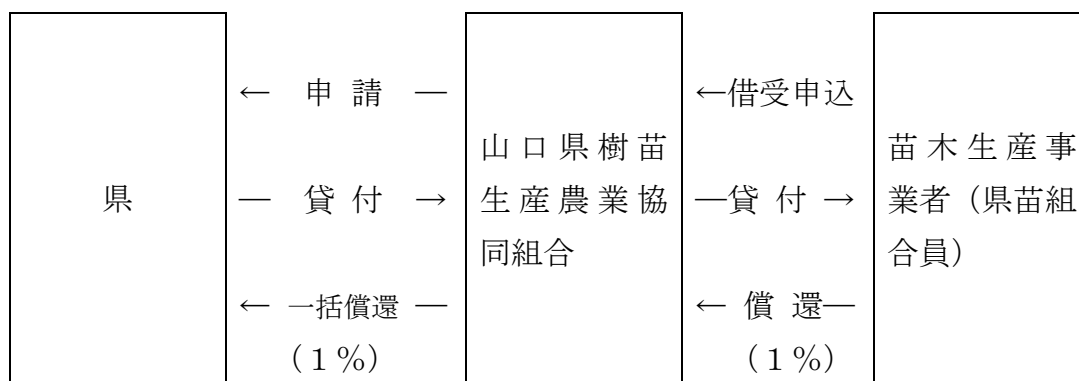 ← 申 請 ―
←借受申込
山口県樹苗
苗木生産事
県
― 貸 付 →
生産農業協
―貸 付 →
業者（県苗組
同組合
合員）
← 一括償還 ―
← 償 還―
（１％）
（１％）